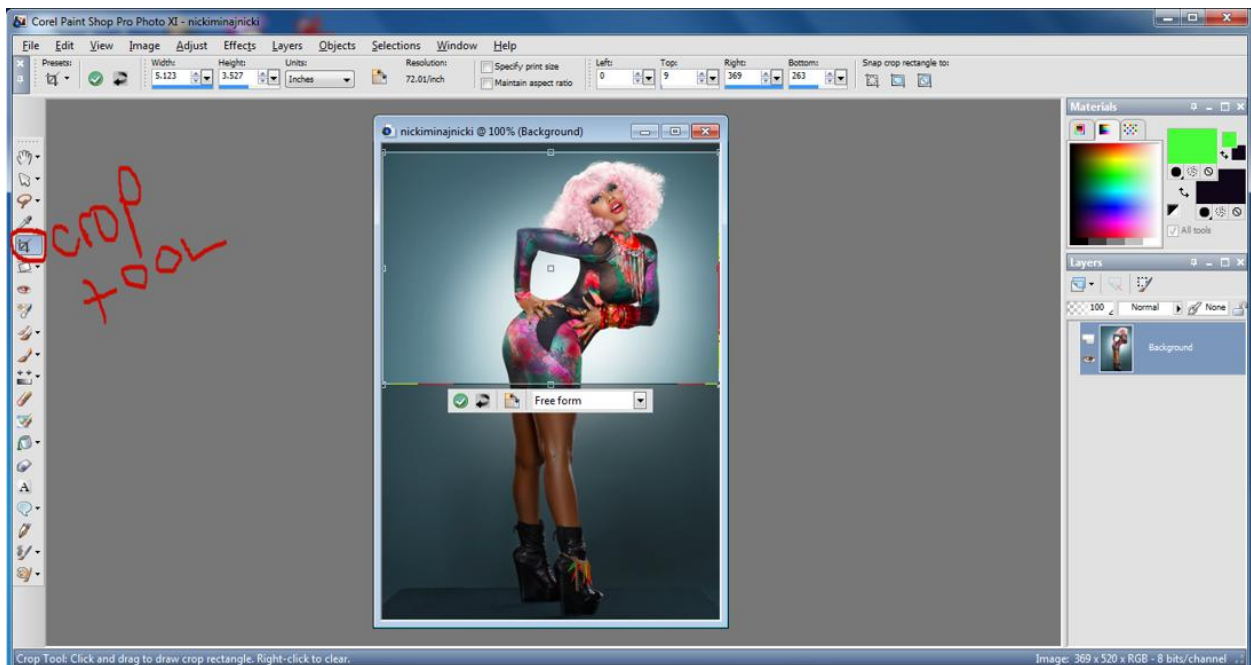 Corel Paint Shop Pro Photo XI - nickiminajnicki
File Edit View Image Adjust Effects Layers Objects Selections Window Help
Presets: Width: Height: Units: Resolution: Specify print size Left: Top: Right: Bottom: Snap crop rectangle to:
5.123 3.527 Inches 72.01/inch Maintain aspect ratio 0 9 369 263
Materials
nickiminajnicki @ 100% (Background)
crop
tool
All tools
Layers
100 Normal None
Background
Free form
A
Crop Tool: Click and drag to draw crop rectangle. Right-click to clear.
Image: 369 x 520 x RGB - 8 bits/channel